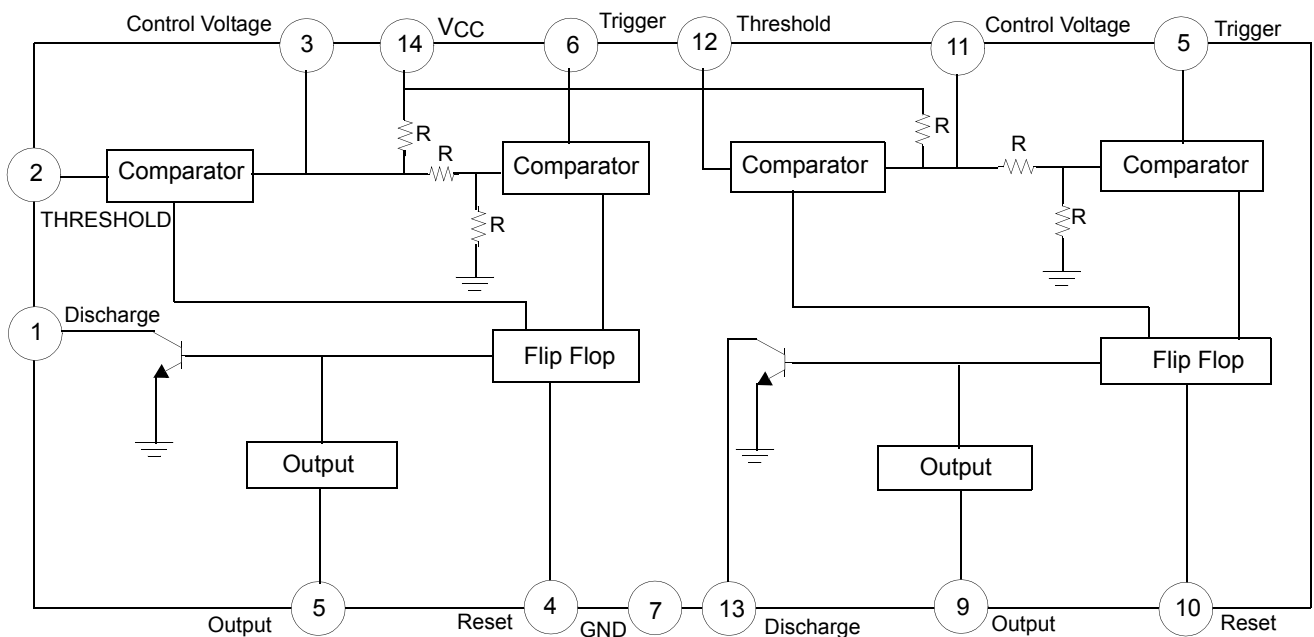 Control Voltage
3
14
VCC
6
Trigger
12
Threshold
11
Control Voltage
5
Trigger
R
R
R
R
R
R
2
THRESHOLD
Comparator
Comparator
Comparator
Comparator
1
Discharge
Flip Flop
Flip Flop
Output
Output
Output
5
Reset
4
GND
7
13
Discharge
9
Output
10
Reset